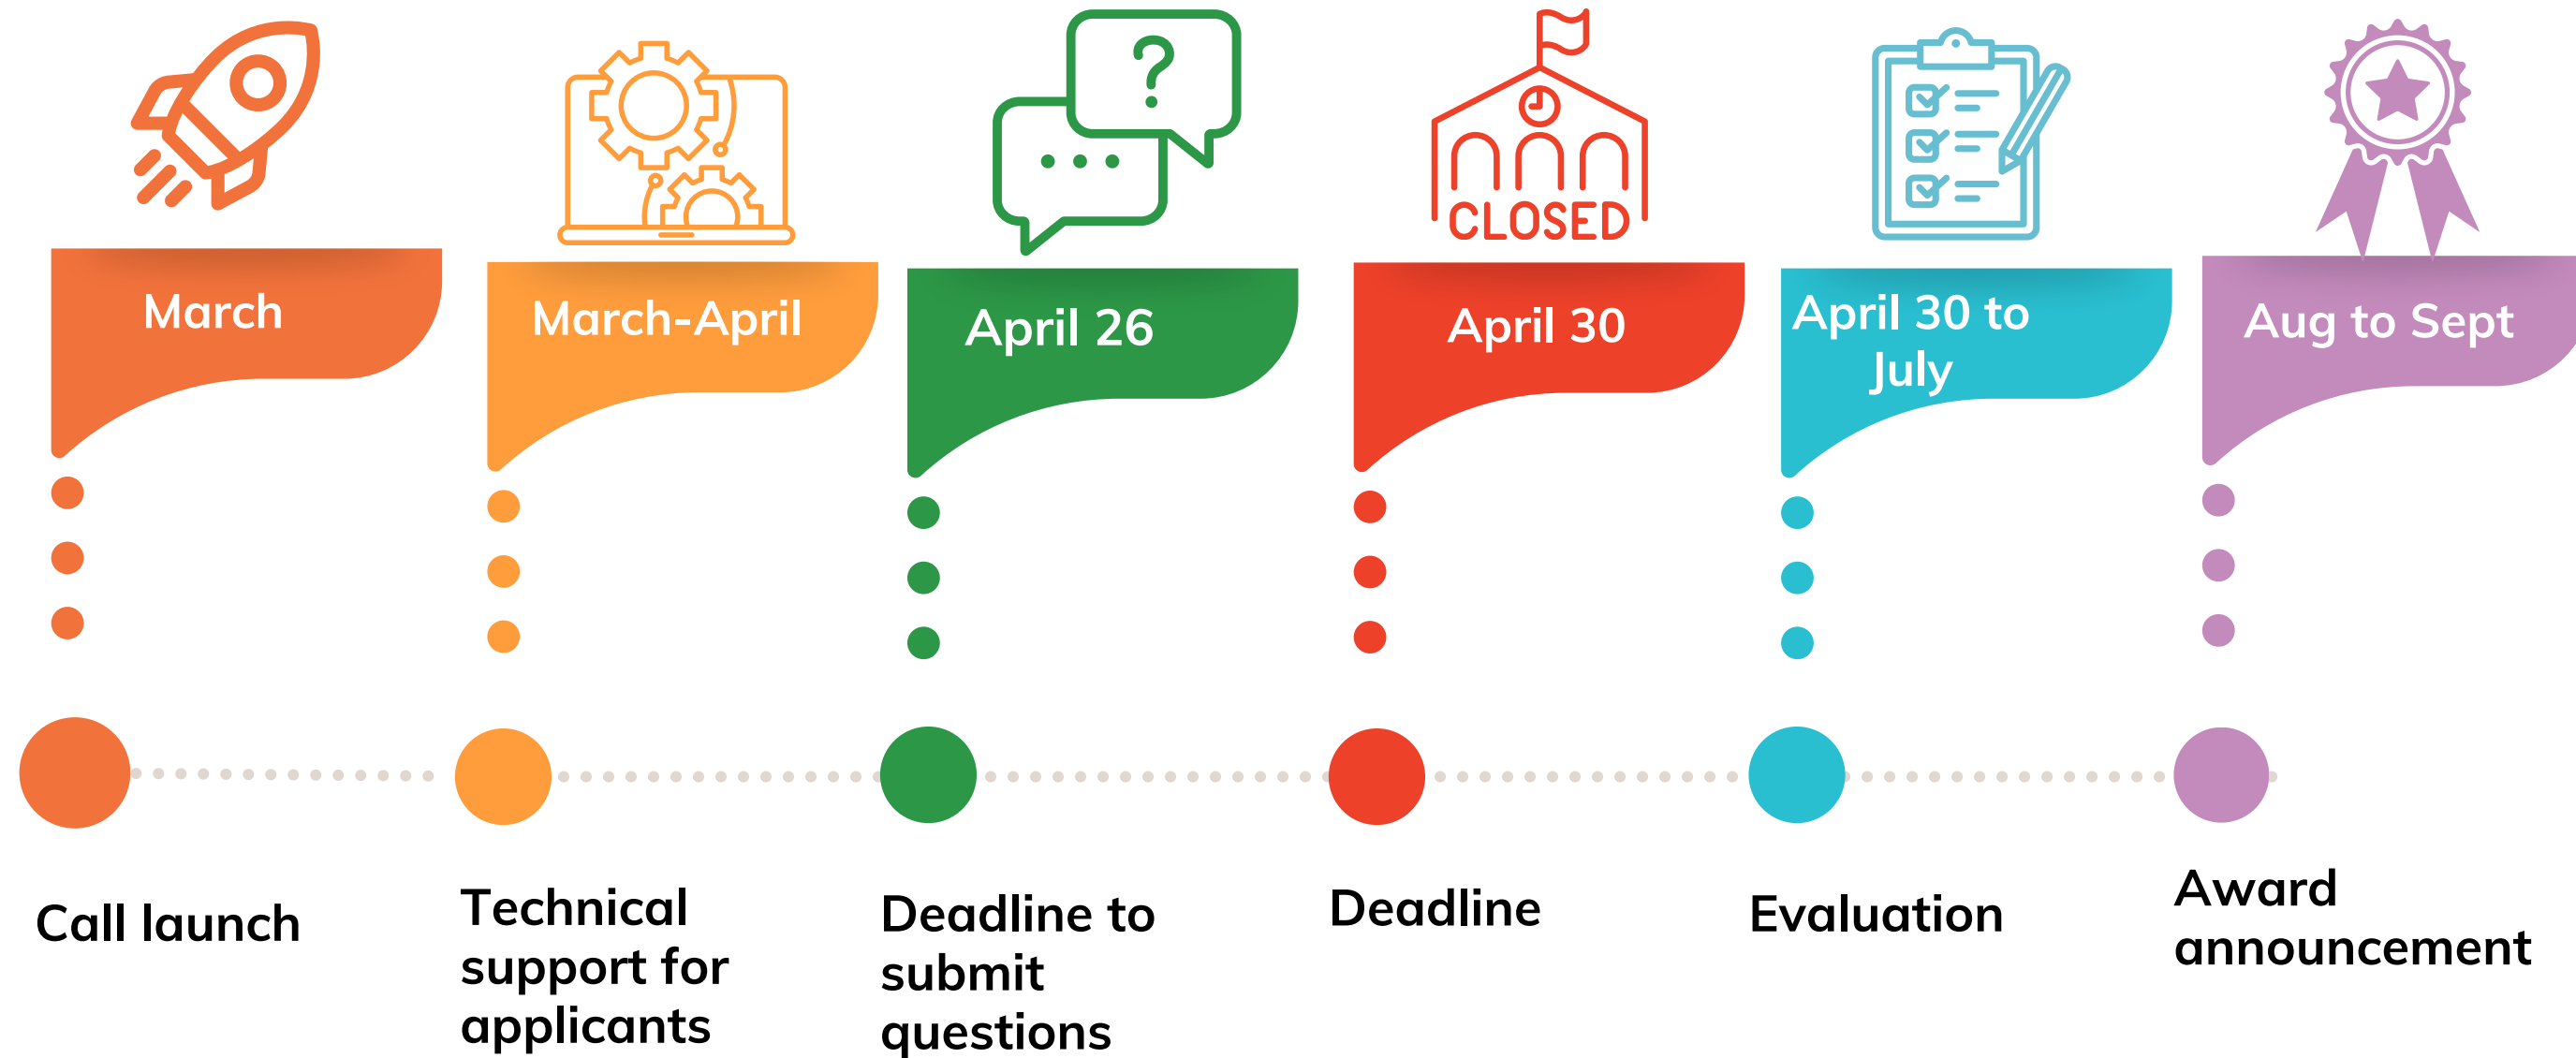 CLOSED
March
March-April
April 26
April 30
April 30 to
July
Aug to Sept
Call launch
Technical
support for
applicants
Deadline to
submit
questions
Deadline
Evaluation
Award
announcement